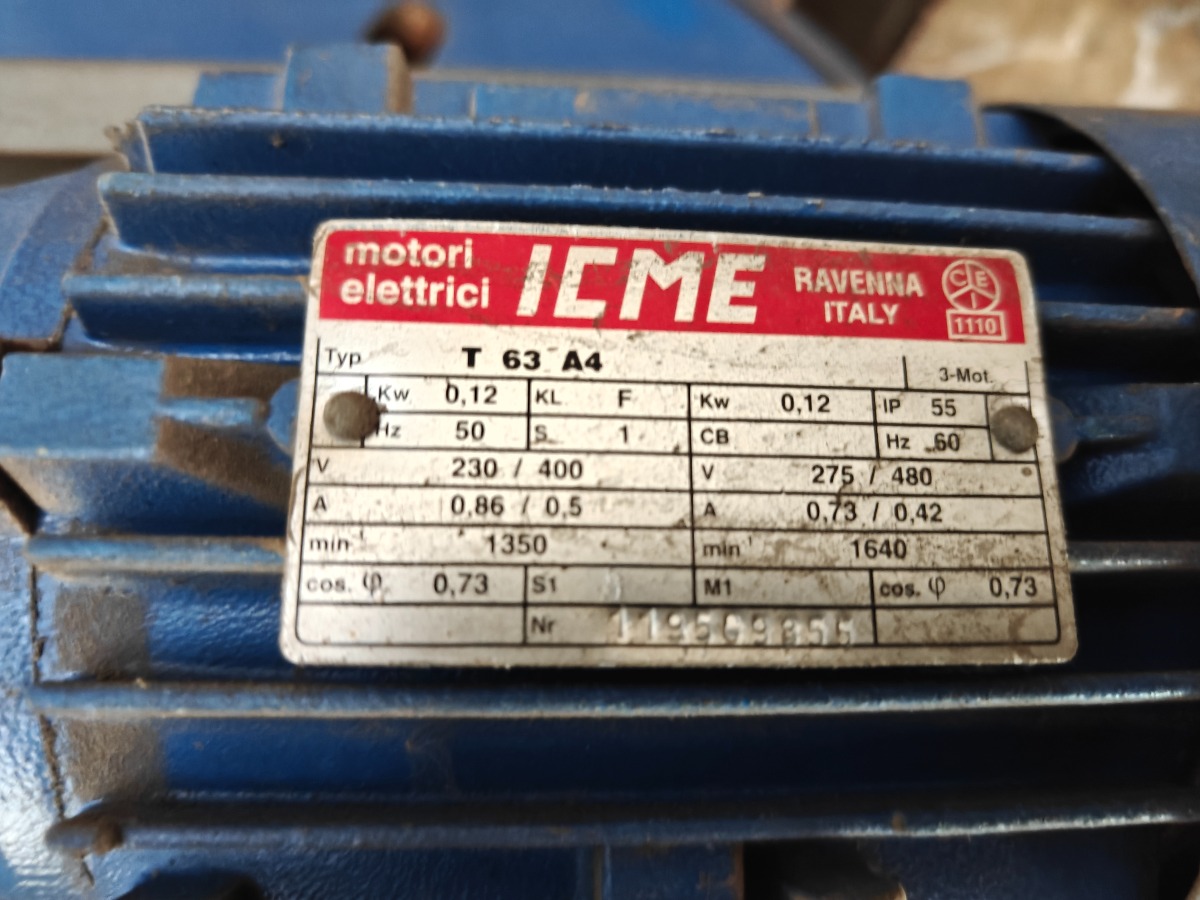 motori elettrici ICME RAVENNA ITALY CEI 1110
Typ T 63 A4 3-Mot.
Kw 0,12 KL F Kw 0,12 IP 55
Hz 50 S 1 CB Hz 60
V 230 / 400 V 275 / 480
A 0,86 / 0,5 A 0,73 / 0,42
min⁻¹ 1350 min⁻¹ 1640
cos. φ 0,73 S1 M1 cos. φ 0,73
Nr